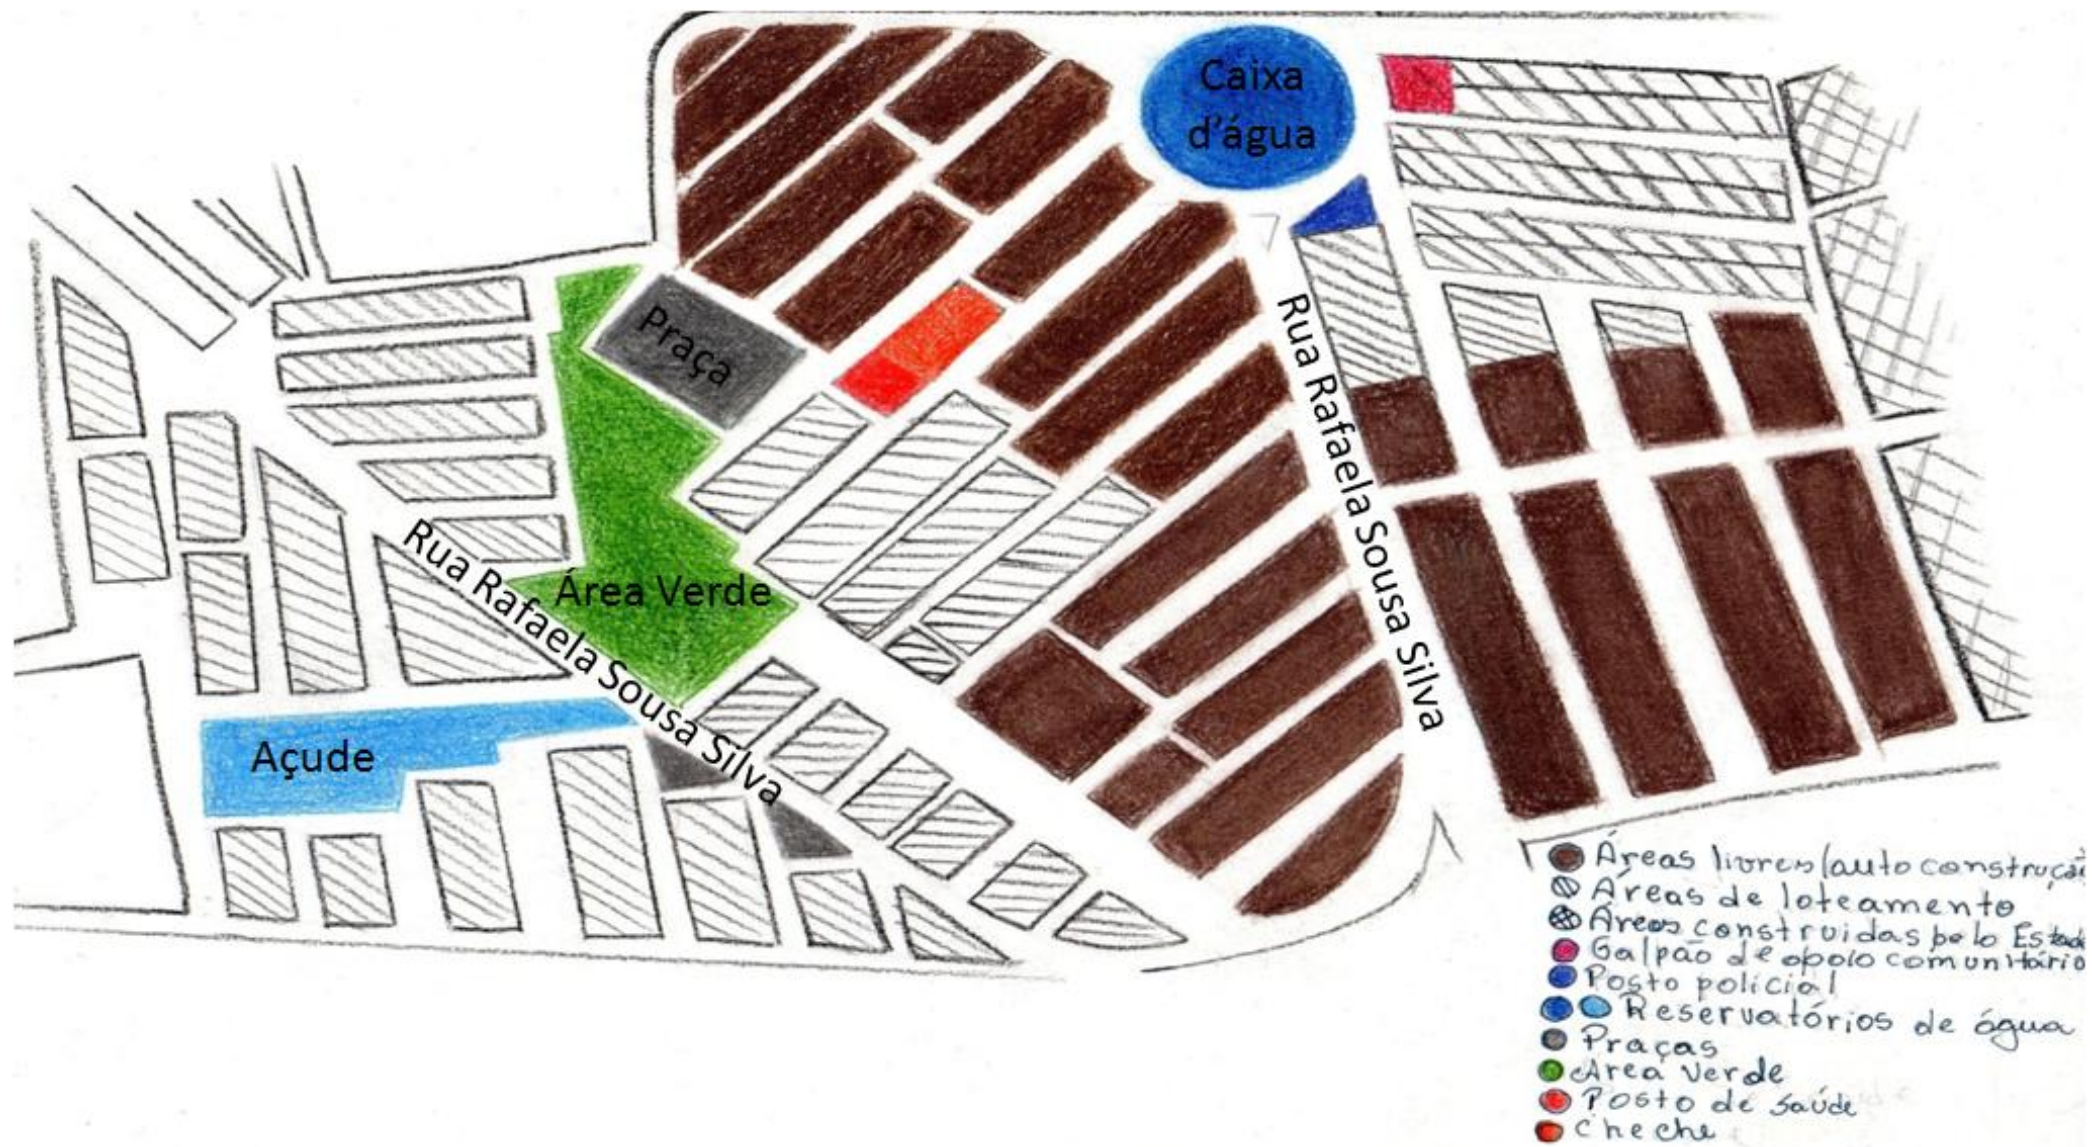 Caixa
d'água
Praça
Rua Rafaela Sousa Silva
Rua Rafaela Sousa Silva
Área Verde
Açude
Áreas livres/auto construção
Áreas de loteamento
Áreas construidas pelo Estado
Galpão de apoio comunitário
Posto policial
Reservatórios de água
Praças
Area Verde
Posto de saúde
Cheche